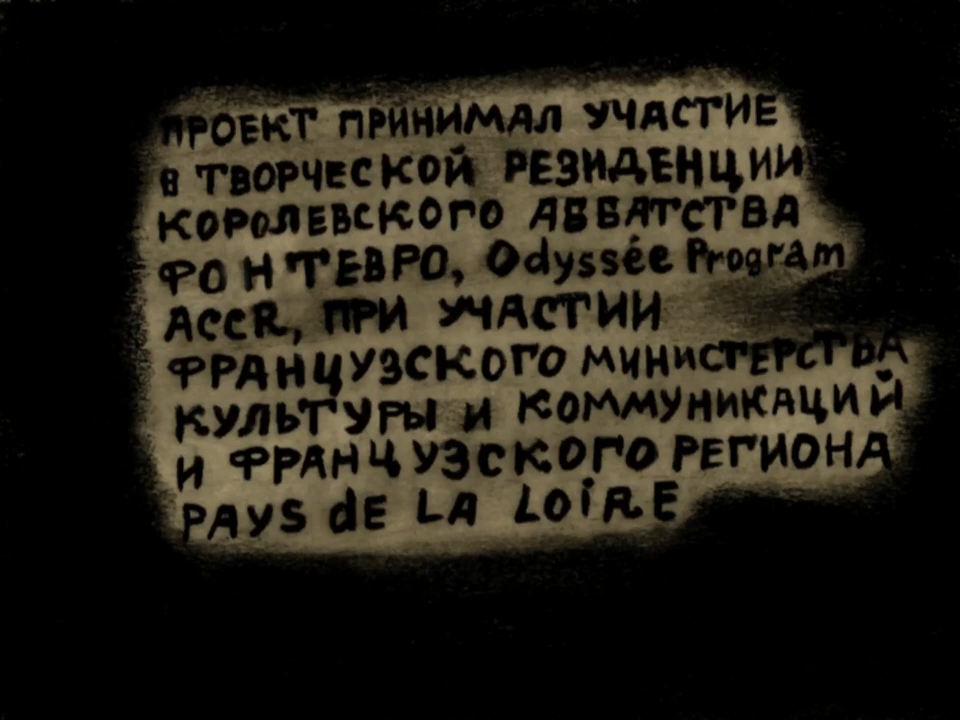 ПРОЕКТ ПРИНИМАЛ УЧАСТИЕ
В ТВОРЧЕСКОЙ РЕЗИДЕНЦИИ
КОРОЛЕВСКОГО АББАТСТВА
ФОНТЕВРО, Odyssée Program
ACCR, ПРИ УЧАСТИИ
ФРАНЦУЗСКОГО МИНИСТЕРСТВА
КУЛЬТУРЫ И КОММУНИКАЦИЙ
И ФРАНЦУЗСКОГО РЕГИОНА
PAYS dE LA LOiRE